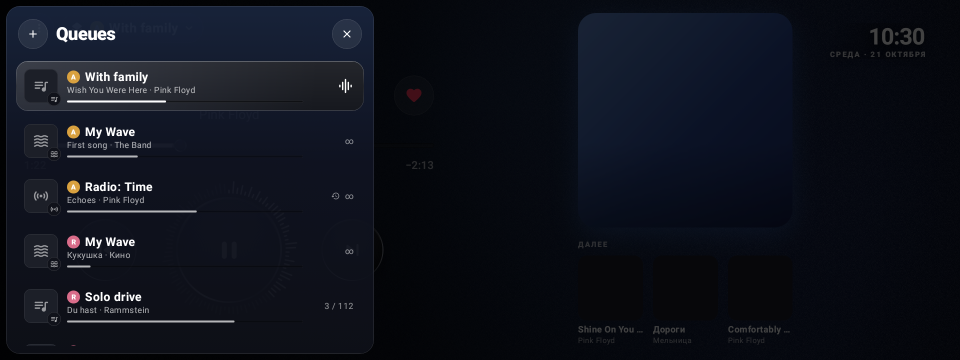 Queues
A With family
Wish You Were Here · Pink Floyd
A My Wave
First song · The Band
∞
A Radio: Time
Echoes · Pink Floyd
∞
R My Wave
Кукушка · Кино
∞
R Solo drive
Du hast · Rammstein
3 / 112
-2:13
10:30
СРЕДА · 21 ОКТЯБРЯ
ДАЛЕЕ
Shine On You ...
Pink Floyd
Дороги
Мельница
Comfortably ...
Pink Floyd